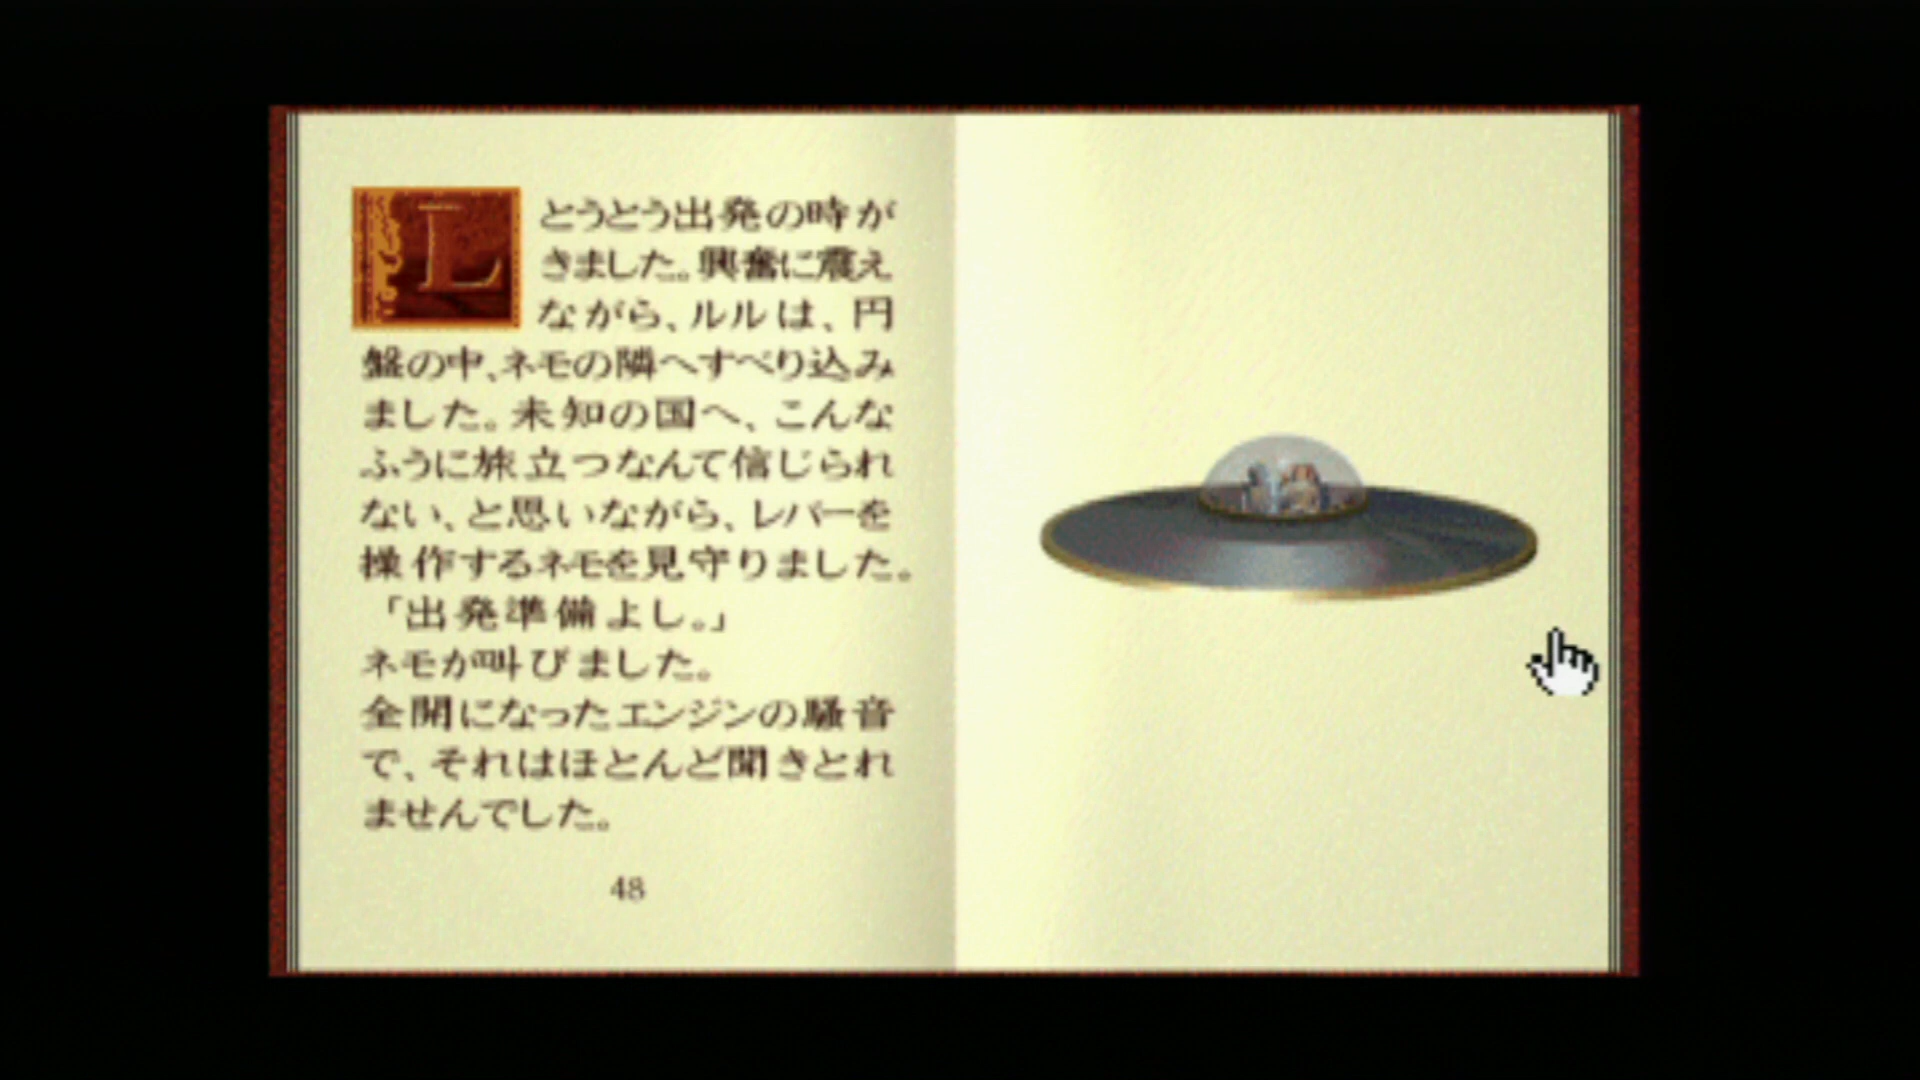 L
とうとう出発の時が
きました。興奮に震え
ながら、ルルは、円
盤の中、ネモの隣へすべり込み
ました。未知の国へ、こんな
ふうに旅立つなんて信じられ
ない、と思いながら、レバーを
操作するネモを見守りました。
「出発準備よし。」
ネモが叫びました。
全開になったエンジンの騒音
で、それはほとんど聞きとれ
ませんでした。
48